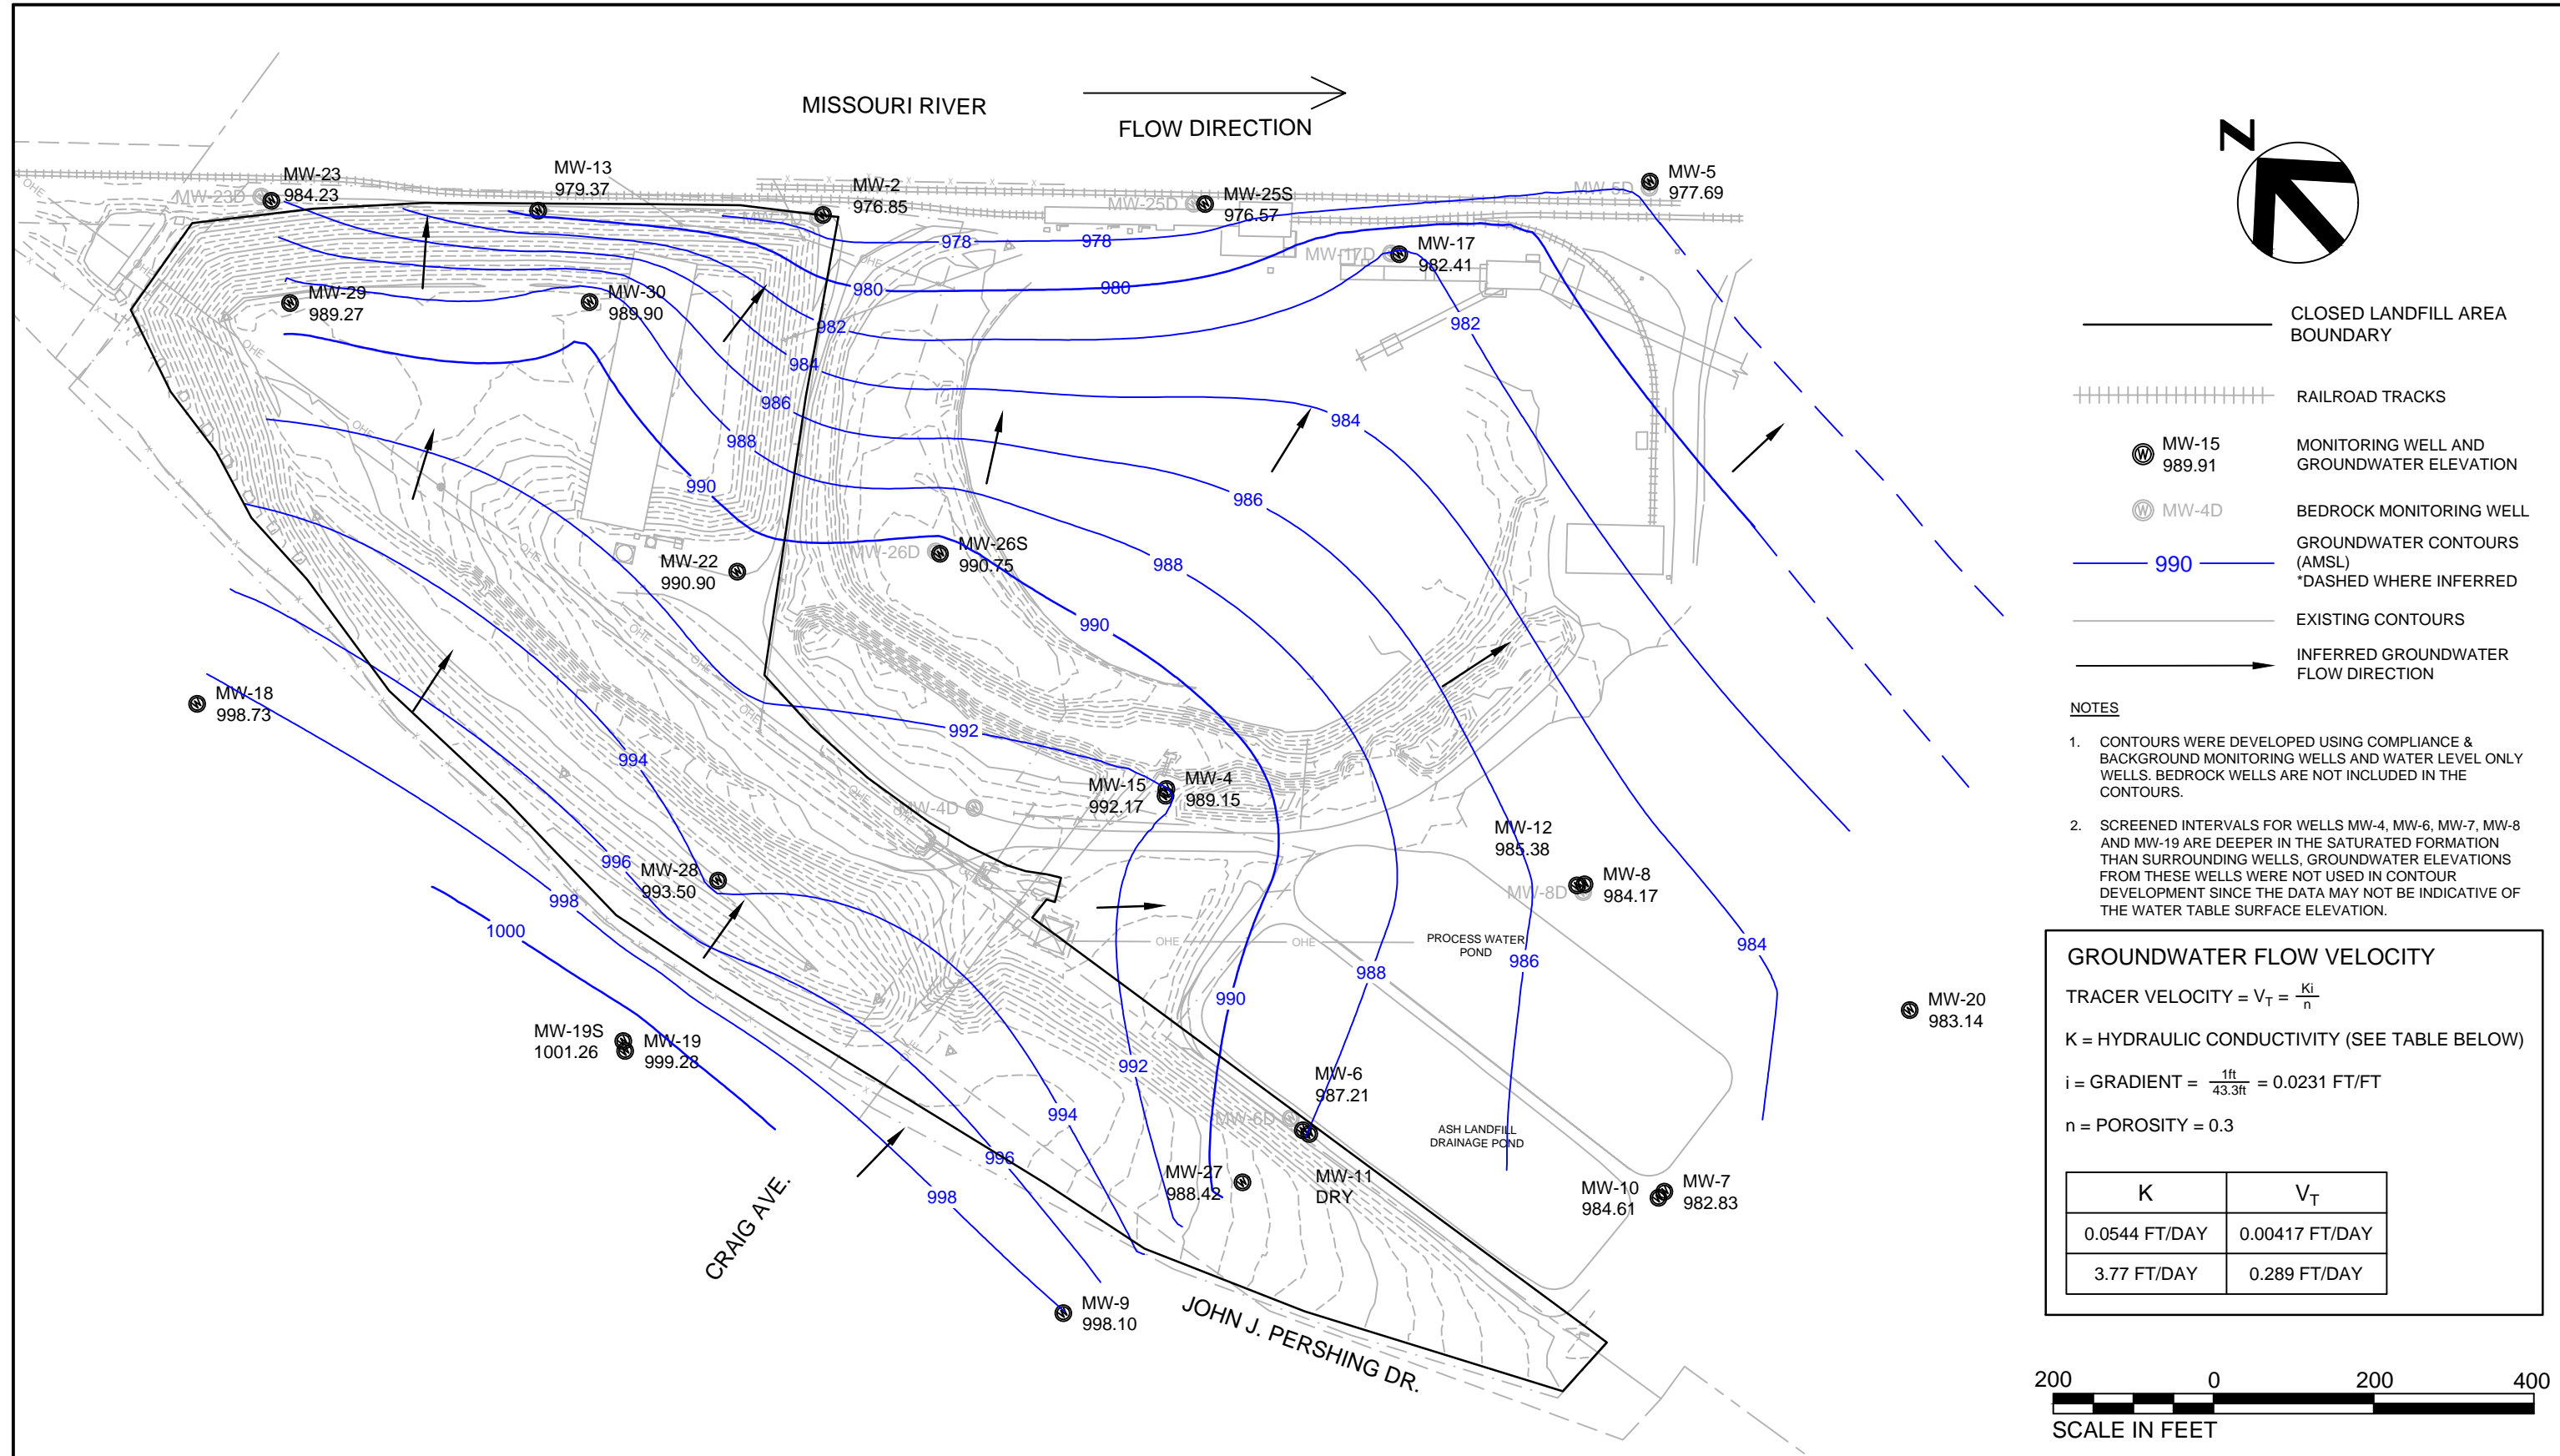 MISSOURI RIVER
FLOW DIRECTION
N
MW-23
984.23
MW-23D
MW-13
979.37
MW-2
976.85
MW-25D
MW-25S
976.57
MW-5D
MW-5
977.69
MW-17D
MW-17
982.41
MW-29
989.27
MW-30
989.90
978
978
980
980
982
982
984
984
986
986
988
988
990
990
MW-22
990.90
MW-26D
MW-26S
990.75
MW-18
998.73
992
994
MW-15
992.17
MW-4
989.15
MW-4D
MW-12
985.38
MW-8
984.17
MW-8D
MW-28
993.50
996
998
1000
OHE
OHE
OHE
OHE
OHE
OHE
OHE
OHE
OHE
OHE
OHE
OHE
PROCESS WATER
POND
988
986
984
990
MW-20
983.14
MW-19S
1001.26
MW-19
999.28
992
994
996
998
MW-6
987.21
MW-6D
ASH LANDFILL
DRAINAGE POND
MW-27
988.42
MW-11
DRY
MW-10
984.61
MW-7
982.83
MW-9
998.10
CRAIG AVE.
JOHN J. PERSHING DR.
CLOSED LANDFILL AREA
BOUNDARY
RAILROAD TRACKS
MW-15
989.91
MONITORING WELL AND
GROUNDWATER ELEVATION
MW-4D
BEDROCK MONITORING WELL
990
GROUNDWATER CONTOURS
(AMSL)
*DASHED WHERE INFERRED
EXISTING CONTOURS
INFERRED GROUNDWATER
FLOW DIRECTION
NOTES
1. CONTOURS WERE DEVELOPED USING COMPLIANCE &
BACKGROUND MONITORING WELLS AND WATER LEVEL ONLY
WELLS. BEDROCK WELLS ARE NOT INCLUDED IN THE
CONTOURS.
2. SCREENED INTERVALS FOR WELLS MW-4, MW-6, MW-7, MW-8
AND MW-19 ARE DEEPER IN THE SATURATED FORMATION
THAN SURROUNDING WELLS, GROUNDWATER ELEVATIONS
FROM THESE WELLS WERE NOT USED IN CONTOUR
DEVELOPMENT SINCE THE DATA MAY NOT BE INDICATIVE OF
THE WATER TABLE SURFACE ELEVATION.
GROUNDWATER FLOW VELOCITY
TRACER VELOCITY = V_T = Ki/n
K = HYDRAULIC CONDUCTIVITY (SEE TABLE BELOW)
i = GRADIENT = 1ft/43.3ft = 0.0231 FT/FT
n = POROSITY = 0.3
K V_T
0.0544 FT/DAY 0.00417 FT/DAY
3.77 FT/DAY 0.289 FT/DAY
200 0 200 400
SCALE IN FEET